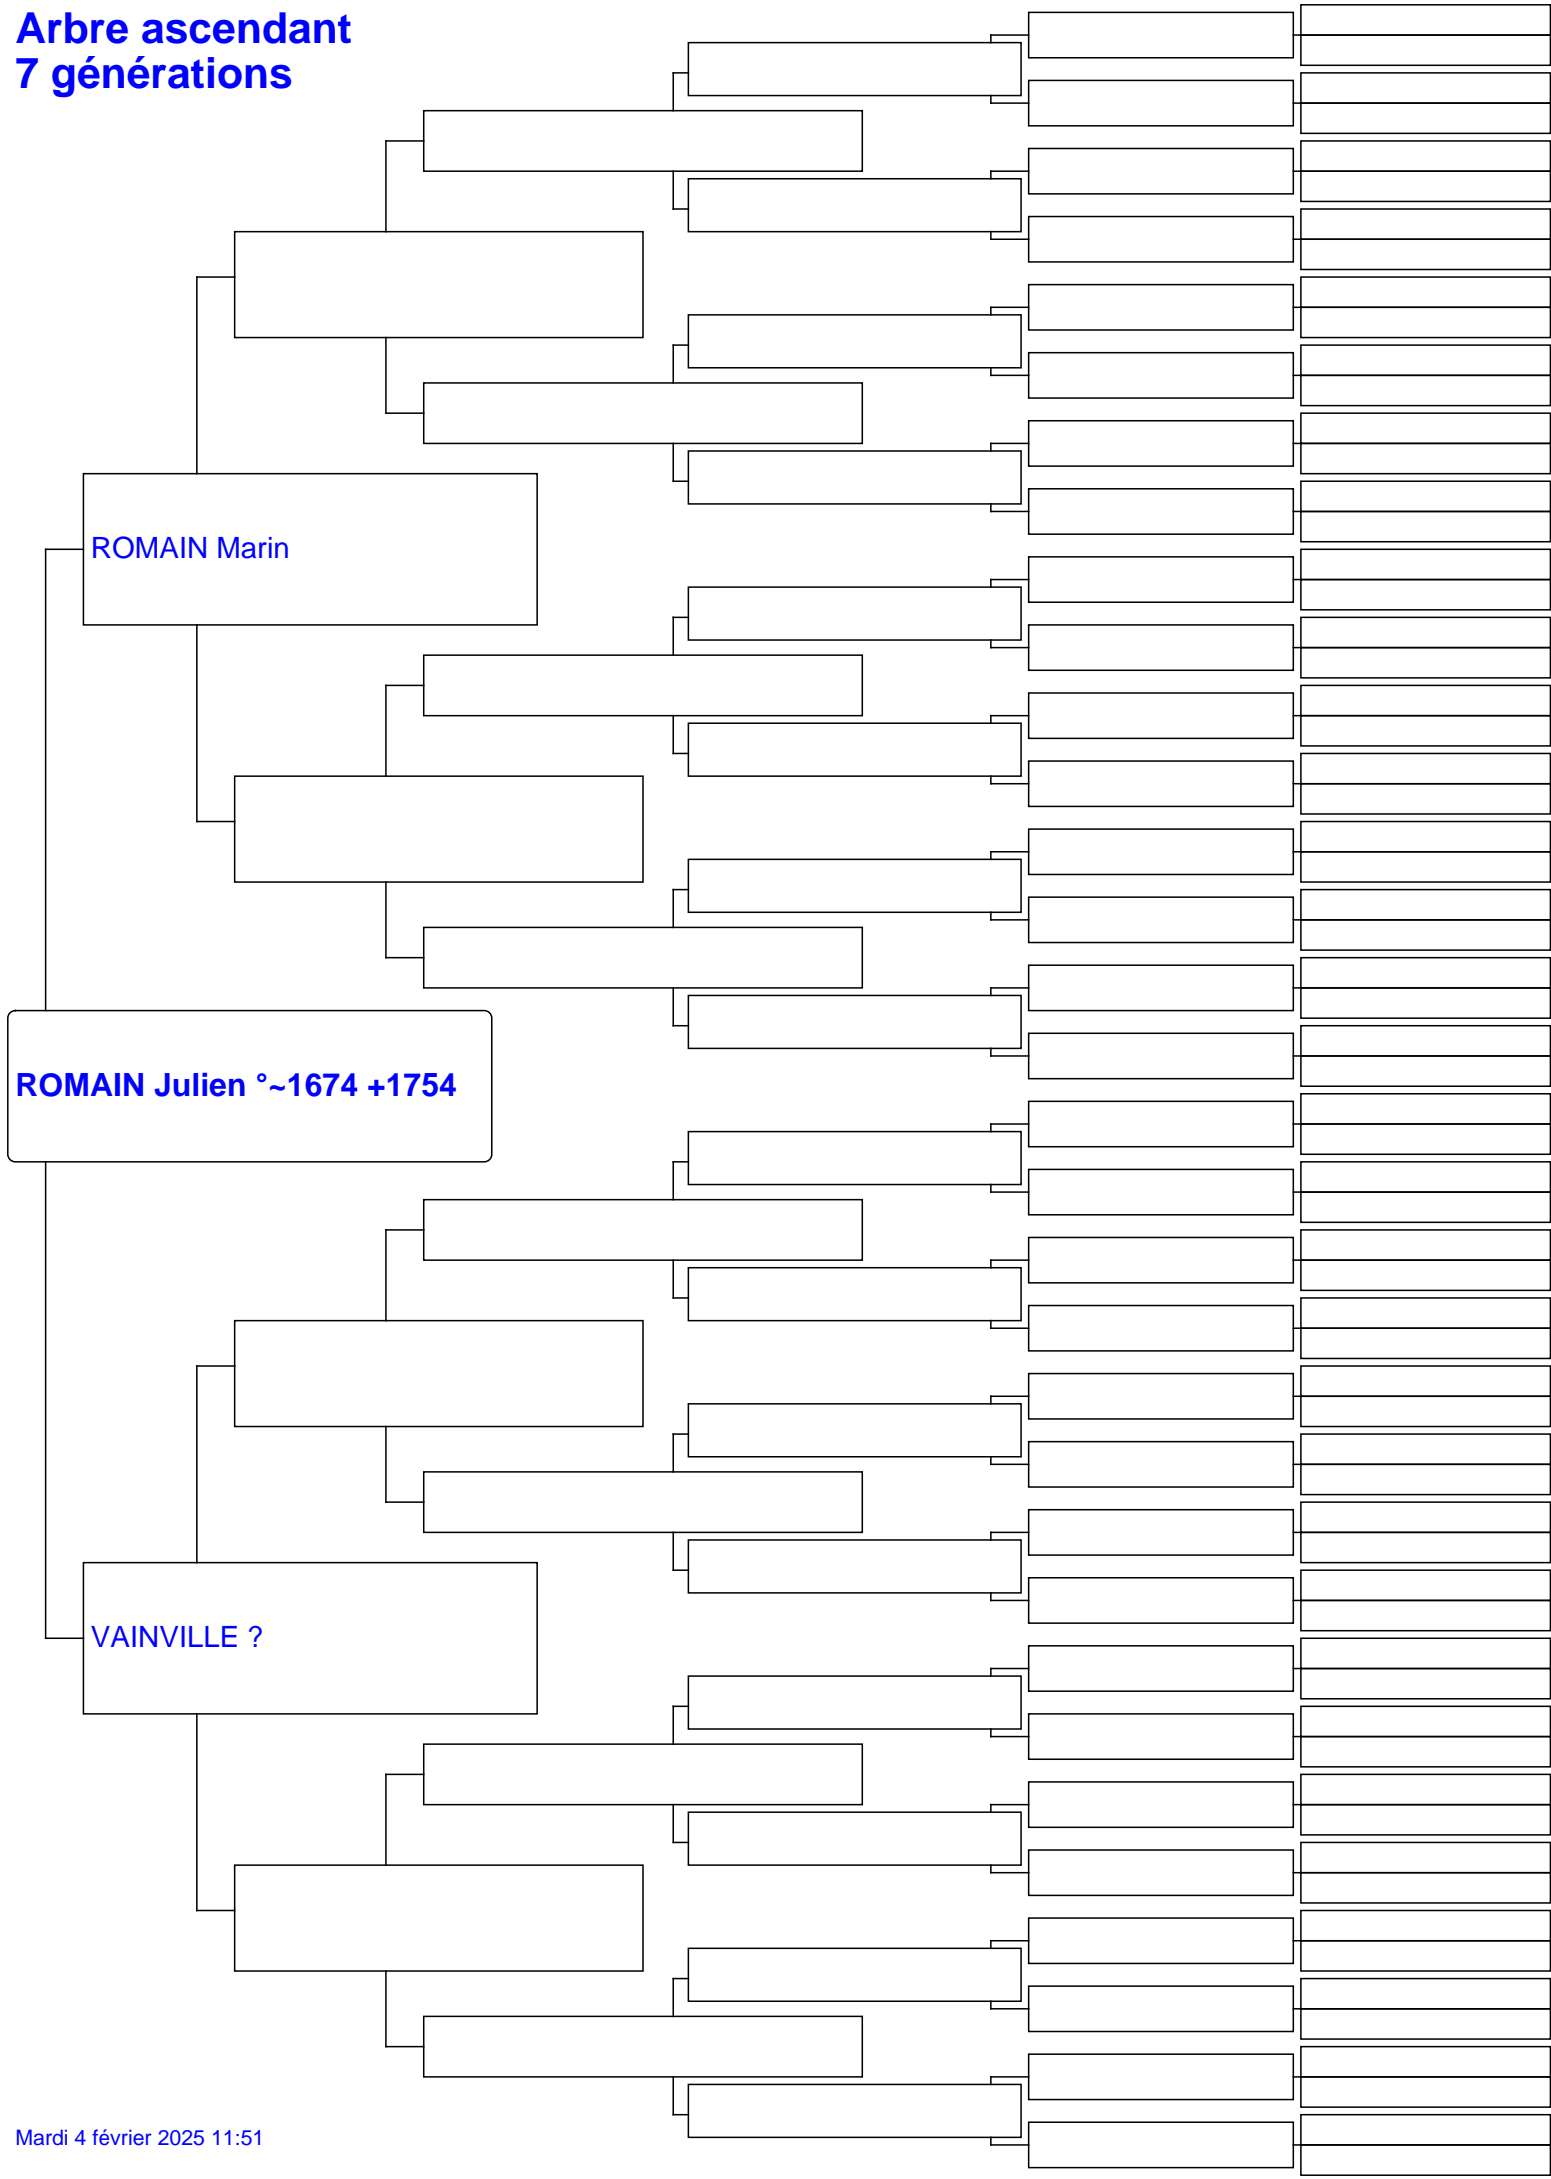 Arbre ascendant
7 générations
ROMAIN Marin
ROMAIN Julien °~1674 +1754
VAINVILLE ?
Mardi 4 février 2025 11:51